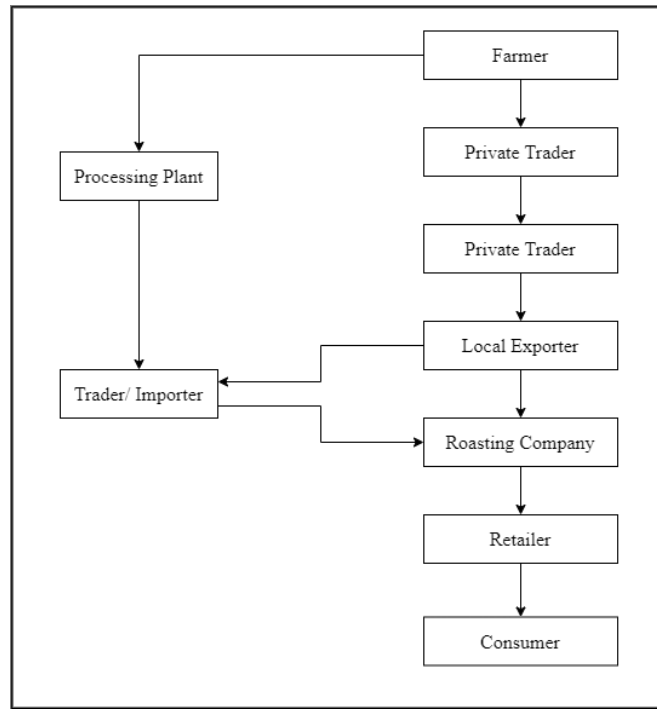 Farmer
Private Trader
Processing Plant
Private Trader
Local Exporter
Trader/ Importer
Roasting Company
Retailer
Consumer